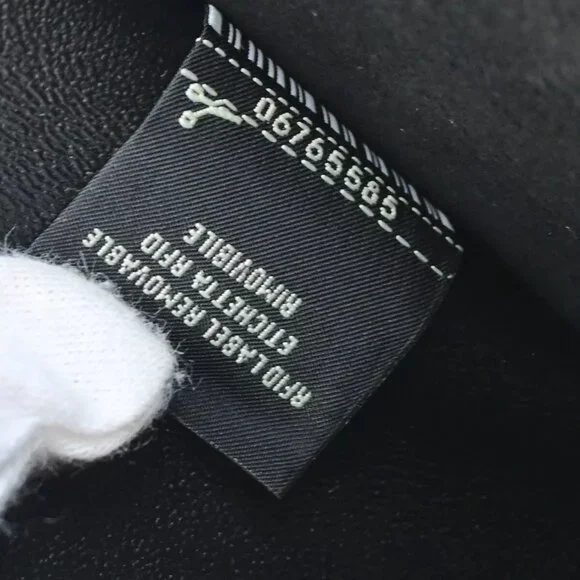 06765585
RFID LABEL REMOVABLE
ETICHETTA RFID
RIMOVIBILE